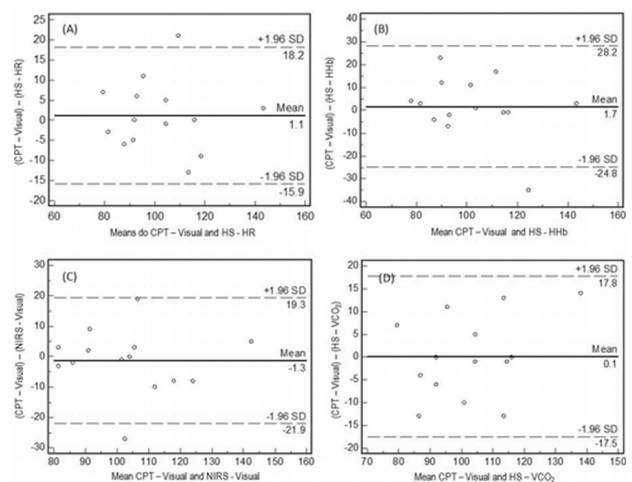 (A)
(CPT – Visual) – (HS - HR)
25
20
15
10
5
0
-5
-10
-15
-20
+1.96 SD
18.2
Mean
1.1
-1.96 SD
-15.9
60 80 100 120 140 160
Means do CPT – Visual and HS - HR
(B)
(CPT – Visual) – (HS – HHb)
40
30
20
10
0
-10
-20
-30
-40
+1.96 SD
28.2
Mean
1.7
-1.96 SD
-24.8
60 80 100 120 140 160
Mean CPT – Visual and HS - HHb
(C)
(CPT – Visual) – (NIRS - Visual)
30
20
10
0
-10
-20
-30
+1.96 SD
19.3
Mean
-1.3
-1.96 SD
-21.9
80 90 100 110 120 130 140 150
Mean CPT – Visual and NIRS - Visual
(D)
(CPT – Visual) – (HS – VCO₂)
20
15
10
5
0
-5
-10
-15
-20
+1.96 SD
17.8
Mean
0.1
-1.96 SD
-17.5
70 80 90 100 110 120 130 140 150
Mean CPT – Visual and HS – VCO₂